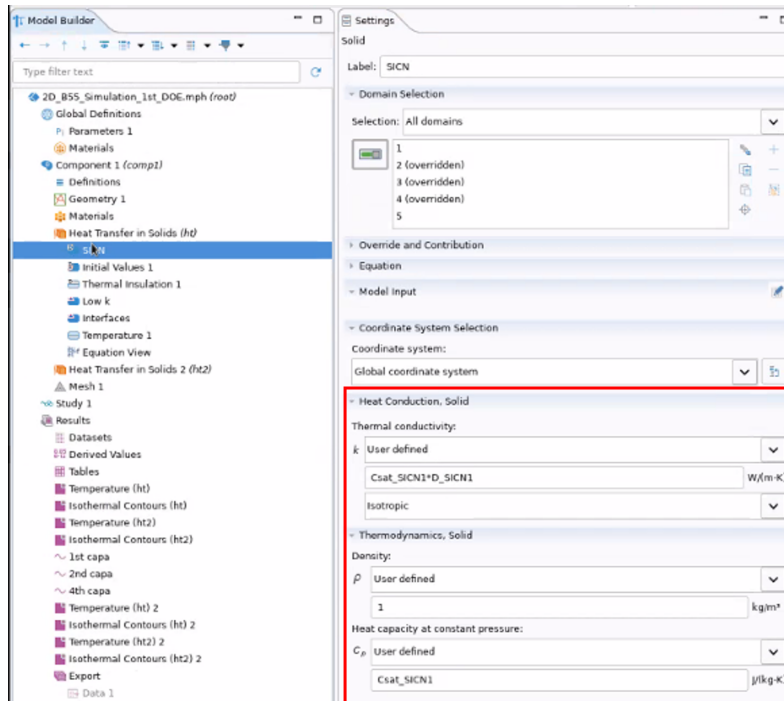 Model Builder
Type filter text
2D_B55_Simulation_1st_DOE.mph (root)
Global Definitions
Pi Parameters 1
Materials
Component 1 (comp1)
Definitions
Geometry 1
Materials
Heat Transfer in Solids (ht)
Initial Values 1
Thermal Insulation 1
Low k
Interfaces
Temperature 1
Equation View
Heat Transfer in Solids 2 (ht2)
Mesh 1
Study 1
Results
Datasets
Derived Values
Tables
Temperature (ht)
Isothermal Contours (ht)
Temperature (ht2)
Isothermal Contours (ht2)
1st capa
2nd capa
4th capa
Temperature (ht) 2
Isothermal Contours (ht) 2
Temperature (ht2) 2
Isothermal Contours (ht2) 2
Export
Data 1
Settings
Solid
Label: SICN
Domain Selection
Selection: All domains
1
2 (overridden)
3 (overridden)
4 (overridden)
5
Override and Contribution
Equation
Model Input
Coordinate System Selection
Coordinate system:
Global coordinate system
Heat Conduction, Solid
Thermal conductivity:
k User defined
Csat_SICN1*D_SICN1 W/(m·K
Isotropic
Thermodynamics, Solid
Density:
ρ User defined
1 kg/m³
Heat capacity at constant pressure:
Cp User defined
Csat_SICN1 J/(kg·K